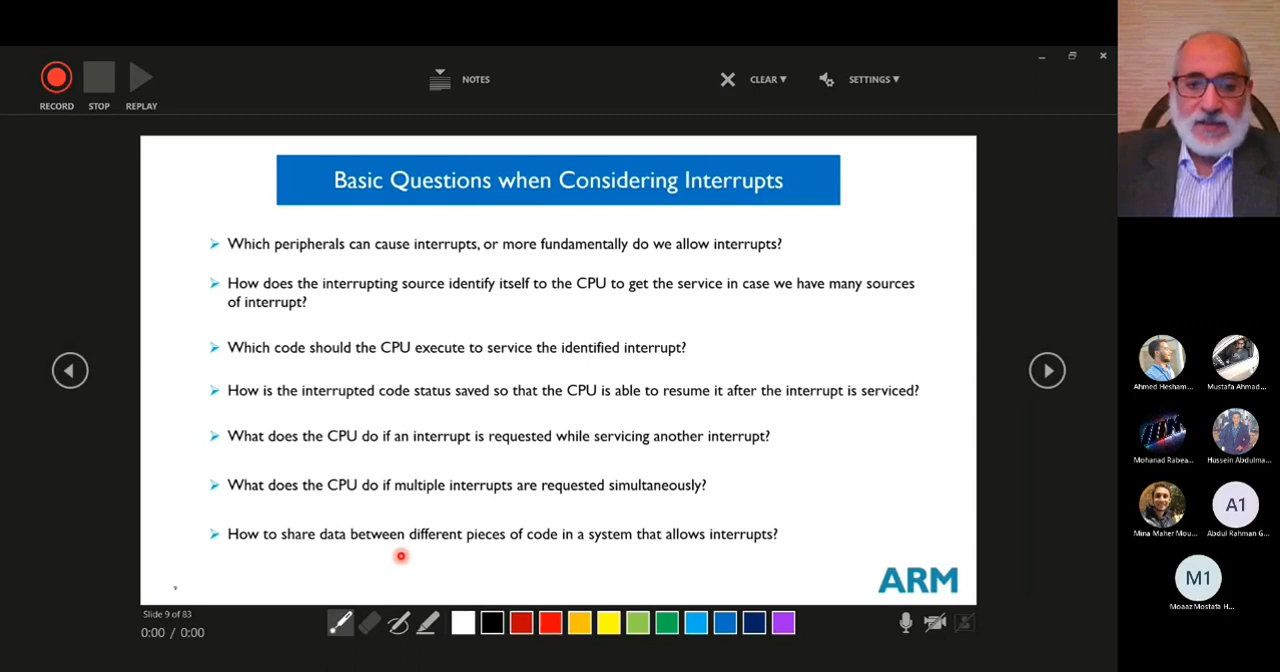 NOTES
CLEAR
SETTINGS
RECORD
STOP
REPLAY
Basic Questions when Considering Interrupts
Which peripherals can cause interrupts, or more fundamentally do we allow interrupts?
How does the interrupting source identify itself to the CPU to get the service in case we have many sources
of interrupt?
Which code should the CPU execute to service the identified interrupt?
How is the interrupted code status saved so that the CPU is able to resume it after the interrupt is serviced?
What does the CPU do if an interrupt is requested while servicing another interrupt?
What does the CPU do if multiple interrupts are requested simultaneously?
How to share data between different pieces of code in a system that allows interrupts?
ARM
Slide 9 of 83
0:00 / 0:00
Ahmed Hesham...
Mustafa Ahmad...
Mohanad Rabea...
Hussein Abdulma...
A1
Mina Maher Mou...
Abdul Rahman G...
M1
Moaaz Mostafa H...